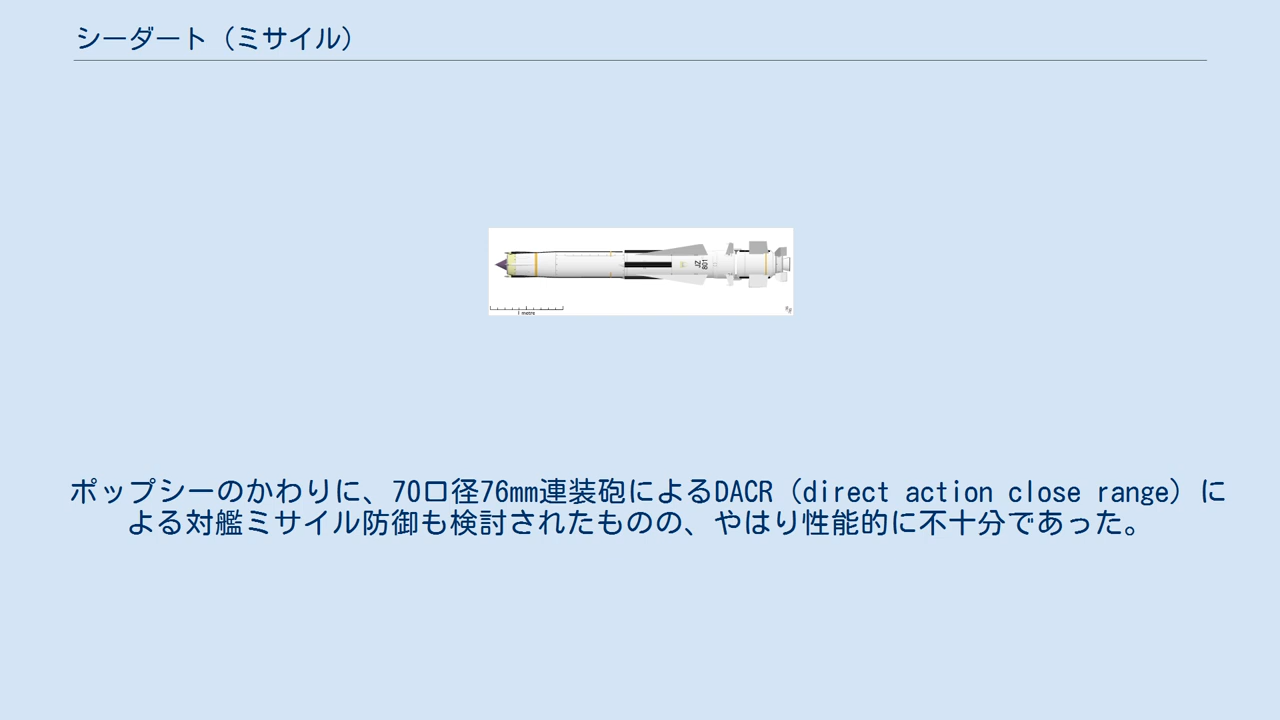 シーダート（ミサイル）
1 metre
ポップシーのかわりに、70口径76mm連装砲によるDACR（direct action close range）に
よる対艦ミサイル防御も検討されたものの、やはり性能的に不十分であった。